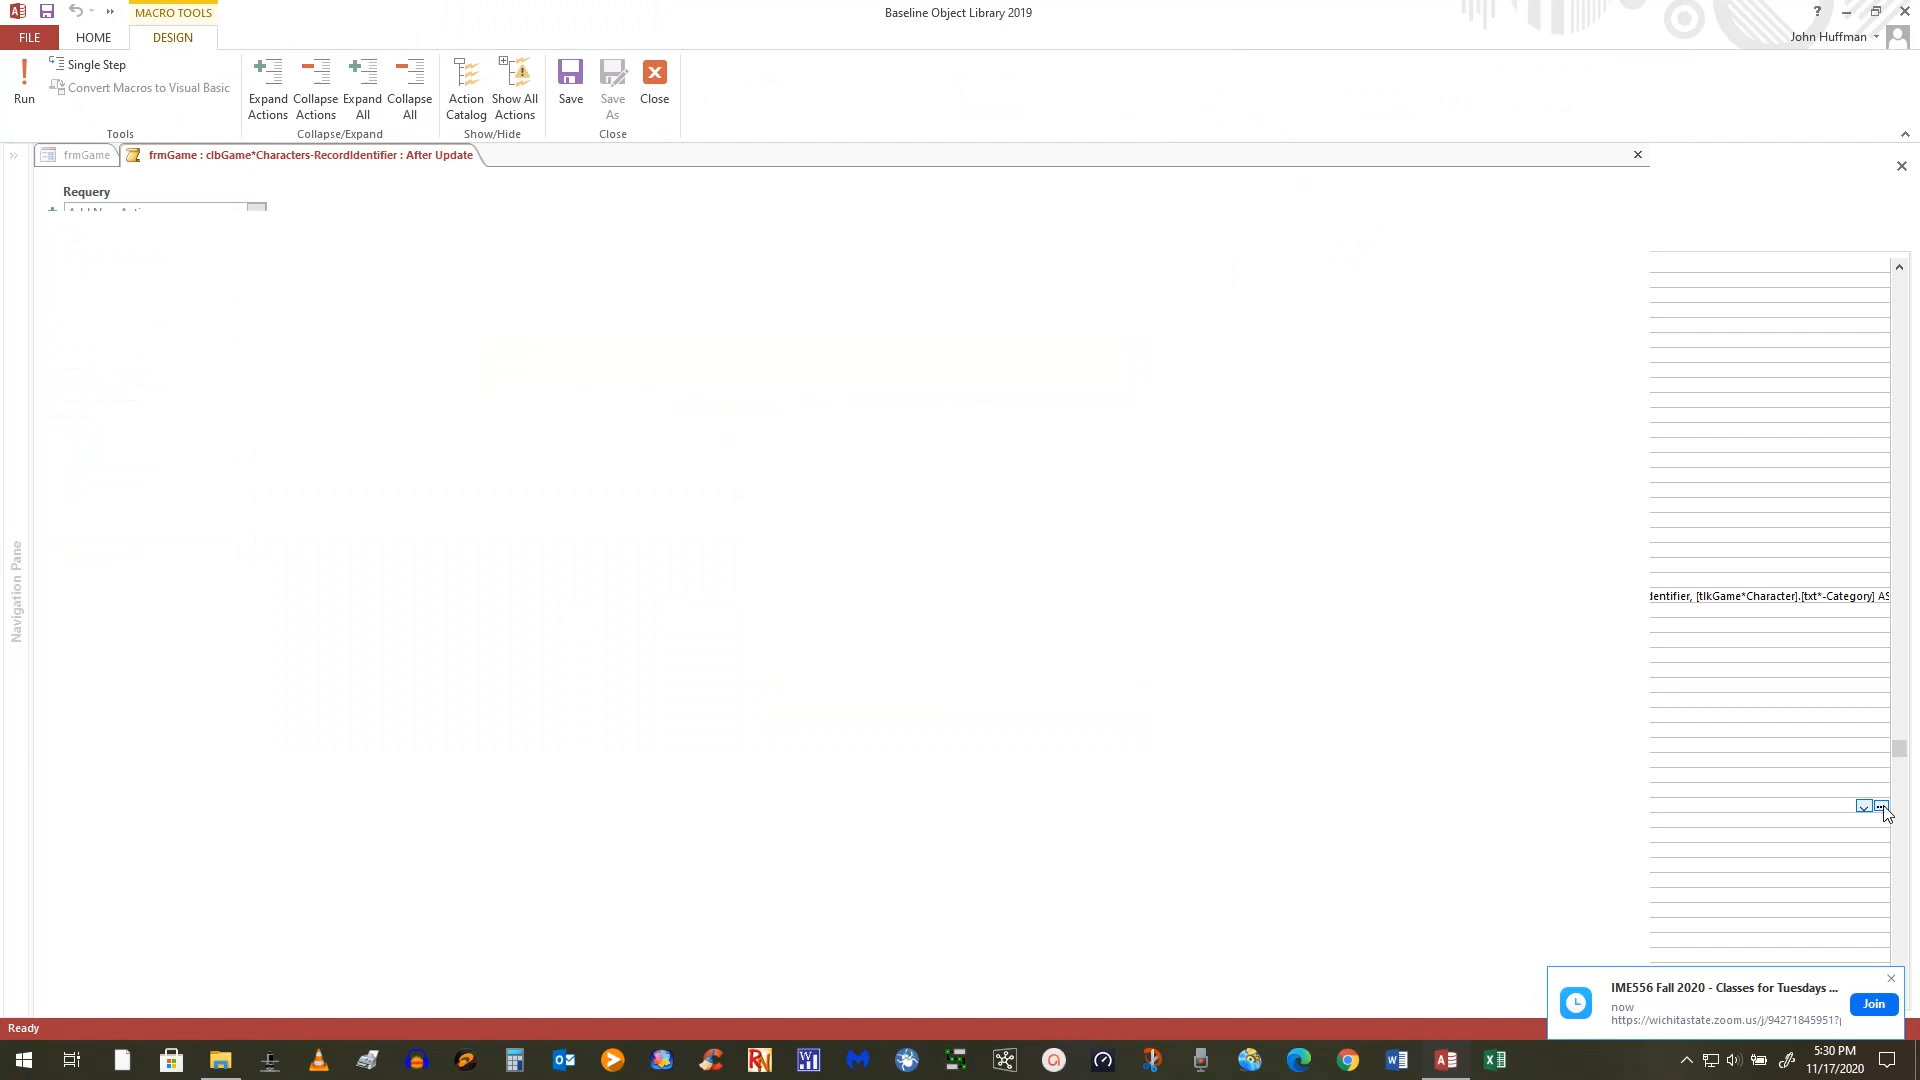 MACRO TOOLS
Baseline Object Library 2019
?
FILE
HOME
DESIGN
John Huffman
Run
Single Step
Convert Macros to Visual Basic
Expand Actions
Collapse Actions
Expand All
Collapse All
Action Catalog
Show All Actions
Save
Save As
Close
Tools
Collapse/Expand
Show/Hide
Close
frmGame
frmGame : clbGame*Characters-RecordIdentifier : After Update
Requery
Navigation Pane
dentifier, [tlkGame*Character].[txt*-Category] AS
IME556 Fall 2020 - Classes for Tuesdays ...
now
https://wichitastate.zoom.us/j/94271845951?
Join
Ready
5:30 PM
11/17/2020